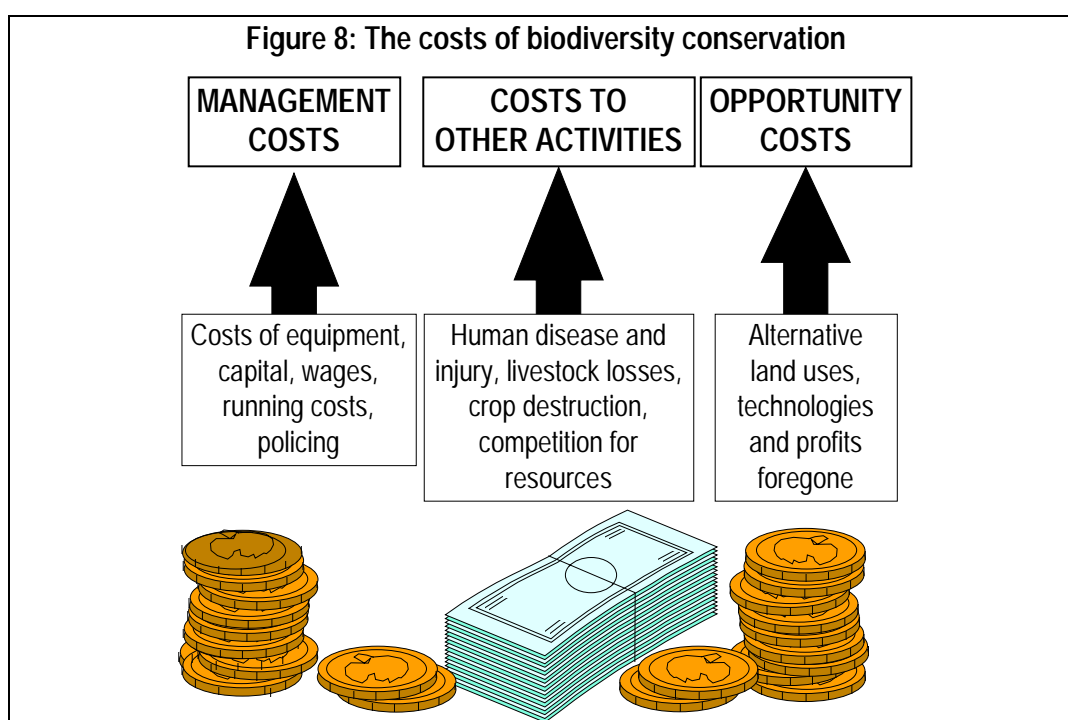 Figure 8: The costs of biodiversity conservation
MANAGEMENT
COSTS
COSTS TO
OTHER ACTIVITIES
OPPORTUNITY
COSTS
Costs of equipment,
capital, wages,
running costs,
policing
Human disease and
injury, livestock losses,
crop destruction,
competition for
resources
Alternative
land uses,
technologies
and profits
foregone